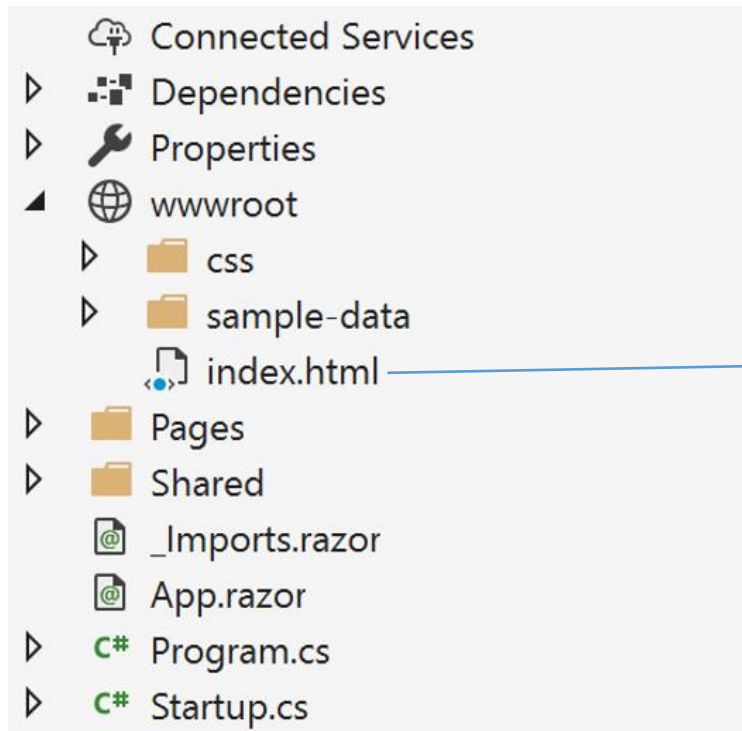 Connected Services
Dependencies
Properties
wwwroot
css
sample-data
index.html
Pages
Shared
@ _Imports.razor
@ App.razor
C# Program.cs
C# Startup.cs